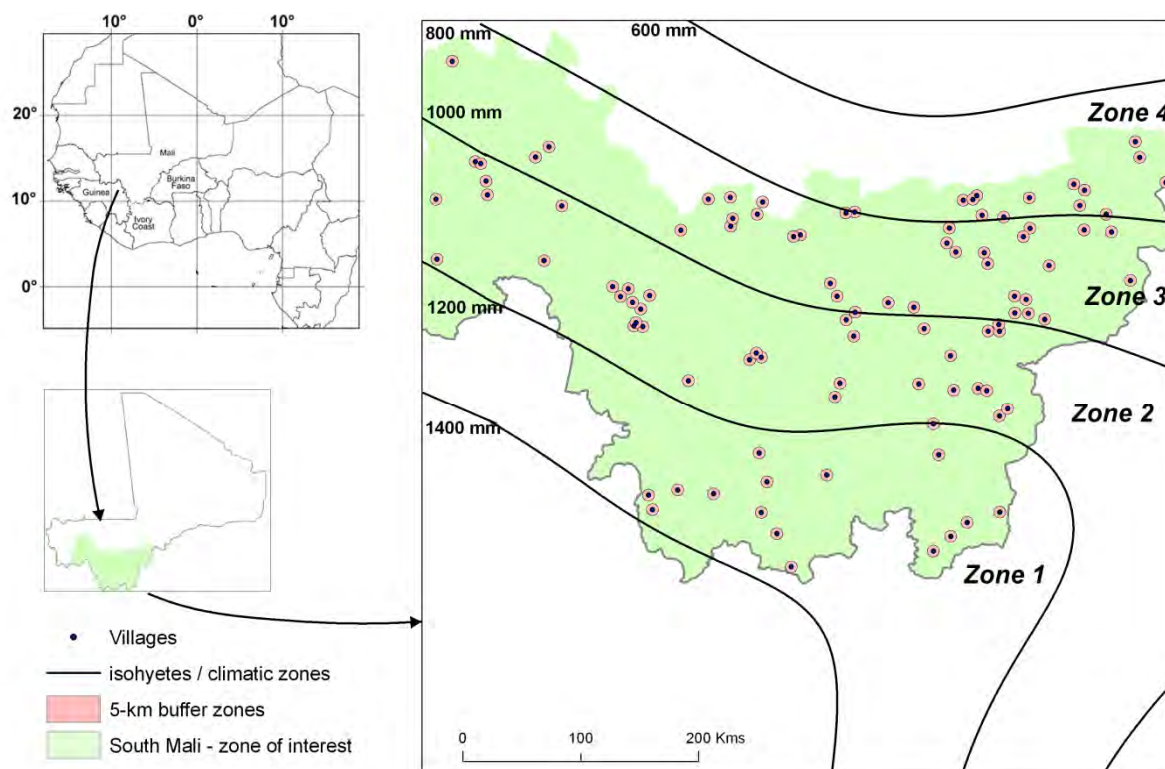 10° 0° 10°
20°
10°
0°
Mali
Burkina
Faso
Guinea
Ivory
Coast
Villages
isohyetes / climatic zones
5-km buffer zones
South Mali - zone of interest
800 mm
600 mm
1000 mm
1200 mm
1400 mm
Zone 4
Zone 3
Zone 2
Zone 1
0 100 200 Kms